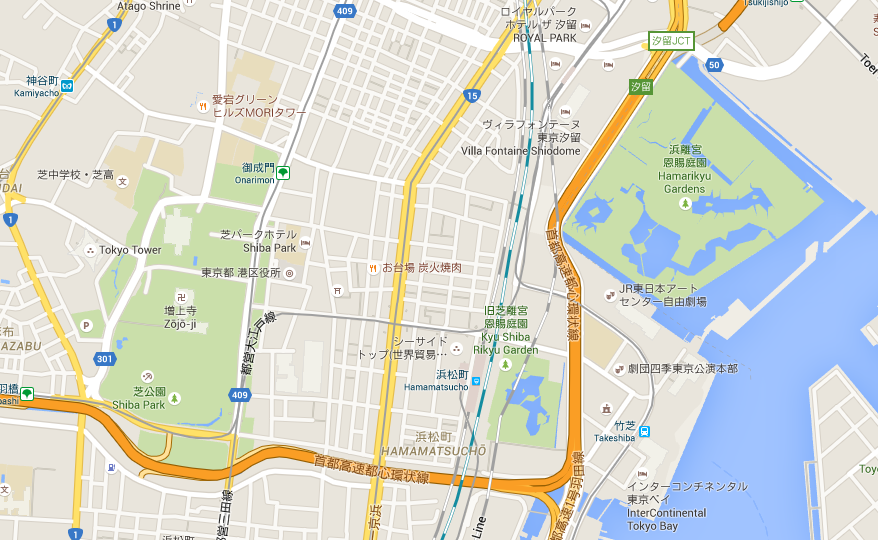 Atago Shrine
409
1
神谷町
Kamiyacho
ロイヤルパーク
ホテル ザ 汐留
ROYAL PARK
Tsukijishijo
汐留JCT
50
汐留
15
愛宕グリーン
ヒルズMORIタワー
ヴィラフォンテーヌ
東京汐留
Villa Fontaine Shiodome
浜離宮
恩賜庭園
Hamarikyu
Gardens
御成門
Onarimon
芝中学校・芝高
1
芝パークホテル
Shiba Park
Tokyo Tower
東京都 港区役所
お台場 炭火焼肉
首都高速都心環状線
JR東日本アート
センター自由劇場
増上寺
Zōjō-ji
P
AZABU
301
都営大江戸線
旧芝離宮
恩賜庭園
Kyu Shiba
Rikyu Garden
シーサイド
トップ(世界貿易…
浜松町
Hamamatsucho
劇団四季東京公演本部
芝公園
Shiba Park
409
竹芝
Takeshiba
浜松町
HAMAMATSUCHŌ
首都高速都心環状線
インターコンチネンタル
東京ベイ
InterContinental
Tokyo Bay
Line
1